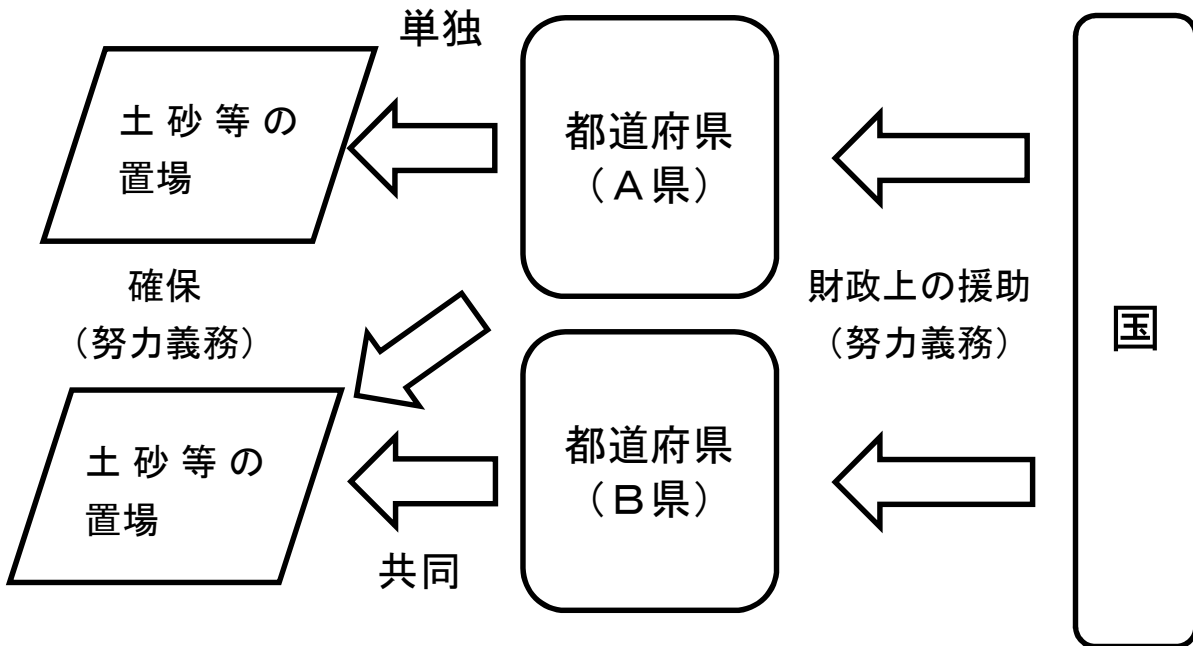 単独
土砂等の
置場
都道府県
(A県)
確保
(努力義務)
財政上の援助
(努力義務)
国
土砂等の
置場
都道府県
(B県)
共同